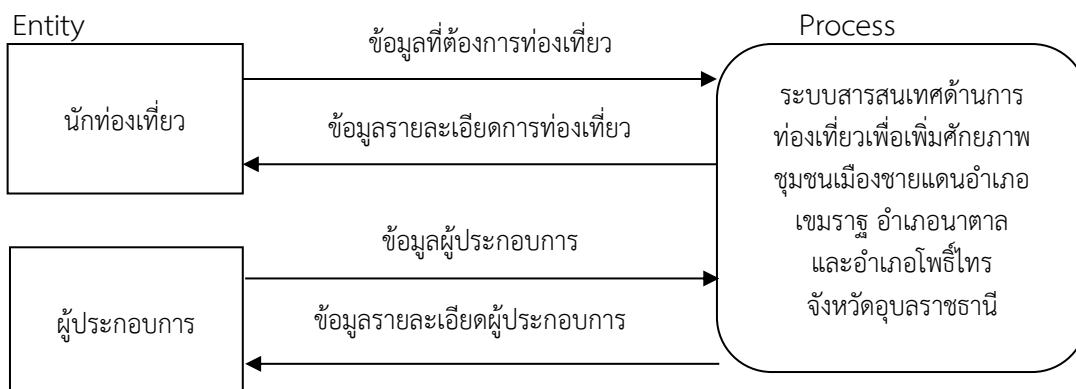 Entity
Process
ข้อมูลที่ต้องการท่องเที่ยว
นักท่องเที่ยว
ข้อมูลรายละเอียดการท่องเที่ยว
ระบบสารสนเทศด้านการ
ท่องเที่ยวเพื่อเพิ่มศักยภาพ
ชุมชนเมืองชายแดนอำเภอ
เขมราฐ อำเภอนาตาล
และอำเภอโพธิ์ไทร
จังหวัดอุบลราชธานี
ข้อมูลผู้ประกอบการ
ผู้ประกอบการ
ข้อมูลรายละเอียดผู้ประกอบการ